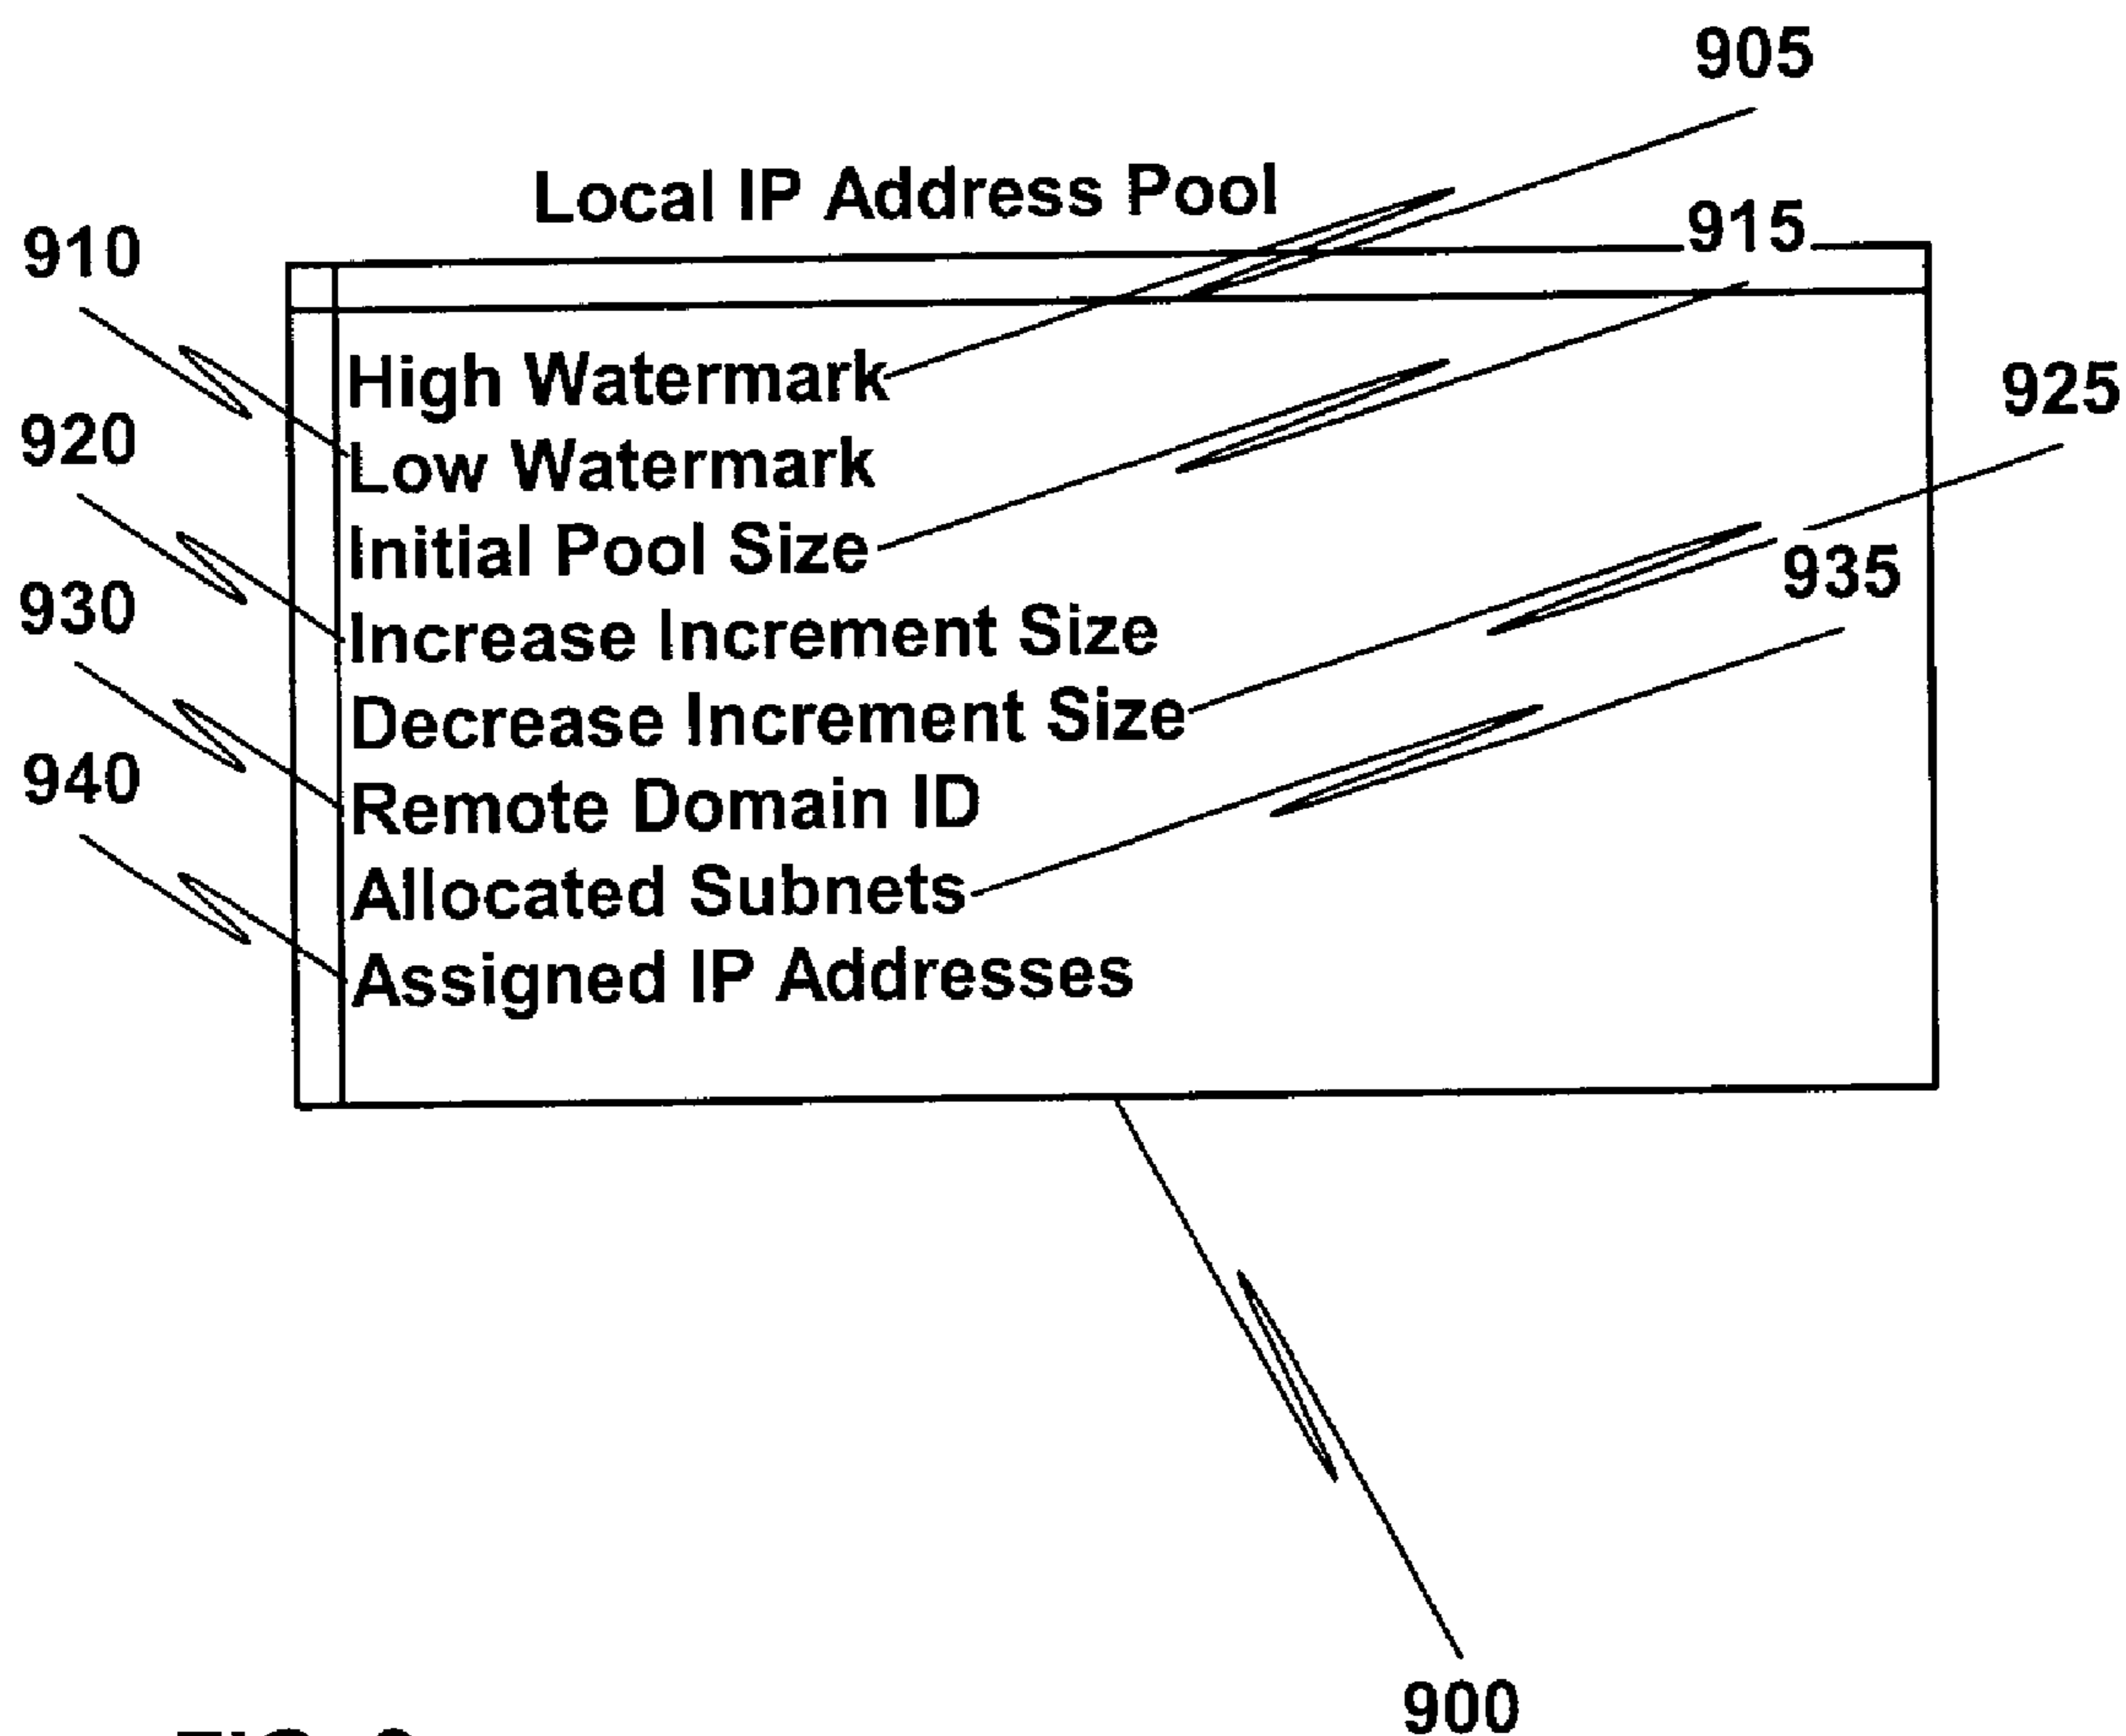 905
Local IP Address Pool
915
910
High Watermark
925
920
Low Watermark
Initial Pool Size
935
930
Increase Increment Size
Decrease Increment Size
940
Remote Domain ID
Allocated Subnets
Assigned IP Addresses
900